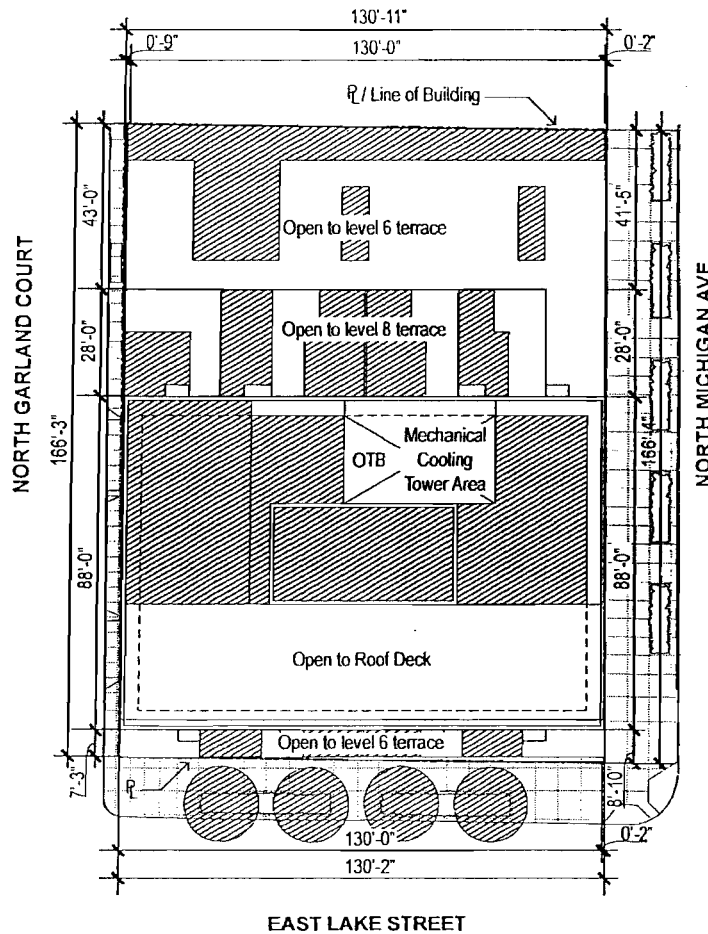 130'-11"
0'-9"
130'-0"
0'-2"
PL / Line of Building
43'-0"
41'-5"
Open to level 6 terrace
NORTH GARLAND COURT
NORTH MICHIGAN AVE
28'-0"
Open to level 8 terrace
28'-0"
166'-3"
166'-4"
OTB
Mechanical
Cooling
Tower Area
88'-0"
88'-0"
Open to Roof Deck
Open to level 6 terrace
7'-3"
PL
8'-10"
130'-0"
0'-2"
130'-2"
EAST LAKE STREET